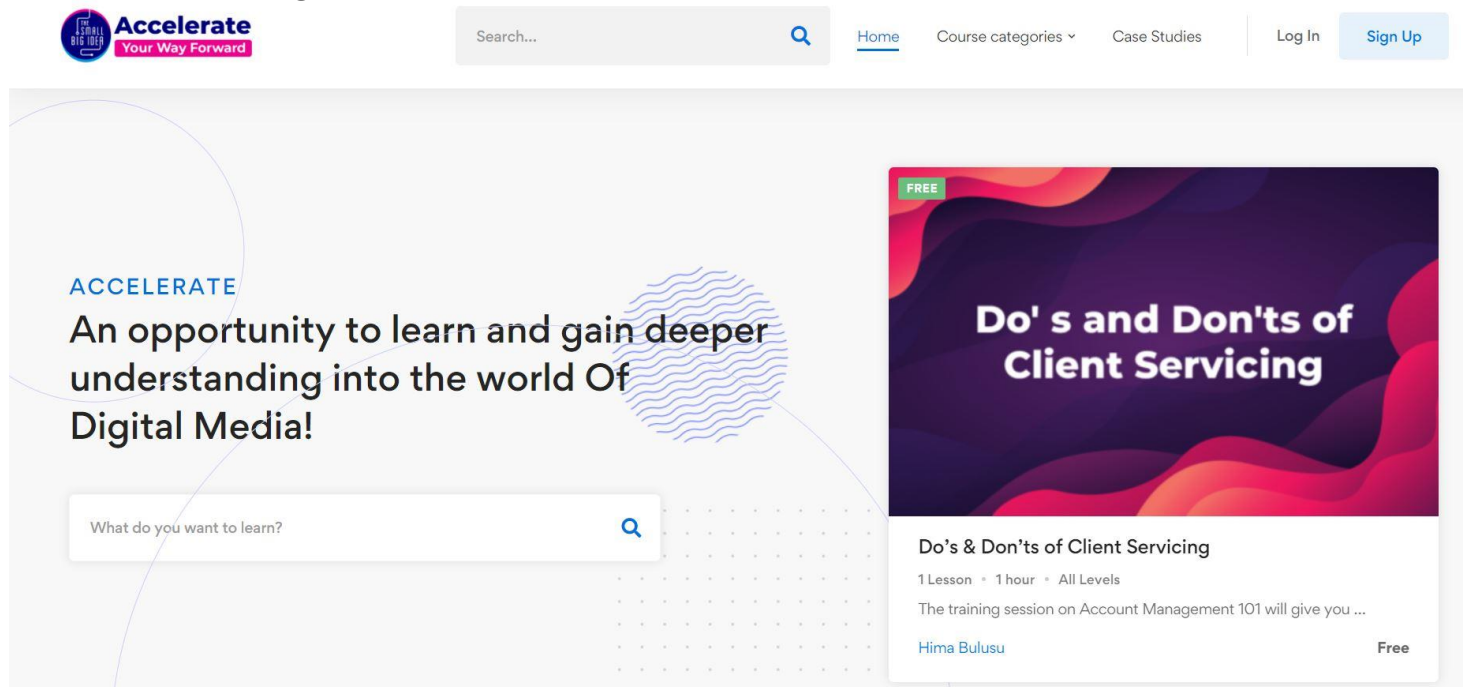 THE
SMALL
BIG IDEA
Accelerate
Your Way Forward
Search...
Home
Course categories
Case Studies
Log In
Sign Up
ACCELERATE
An opportunity to learn and gain deeper
understanding into the world Of
Digital Media!
What do you want to learn?
FREE
Do' s and Don'ts of
Client Servicing
Do’s & Don’ts of Client Servicing
1 Lesson • 1 hour • All Levels
The training session on Account Management 101 will give you ...
Hima Bulusu
Free